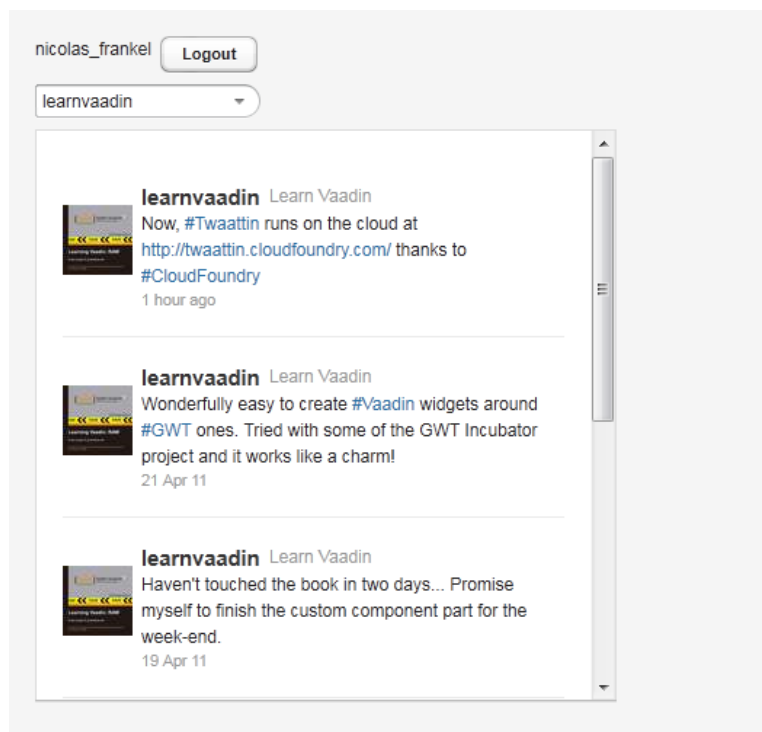 nicolas_frankel Logout
learnvaadin
learnvaadin Learn Vaadin
Now, #Twaattin runs on the cloud at
http://twaattin.cloudfoundry.com/ thanks to
#CloudFoundry
1 hour ago
learnvaadin Learn Vaadin
Wonderfully easy to create #Vaadin widgets around
#GWT ones. Tried with some of the GWT Incubator
project and it works like a charm!
21 Apr 11
learnvaadin Learn Vaadin
Haven't touched the book in two days... Promise
myself to finish the custom component part for the
week-end.
19 Apr 11